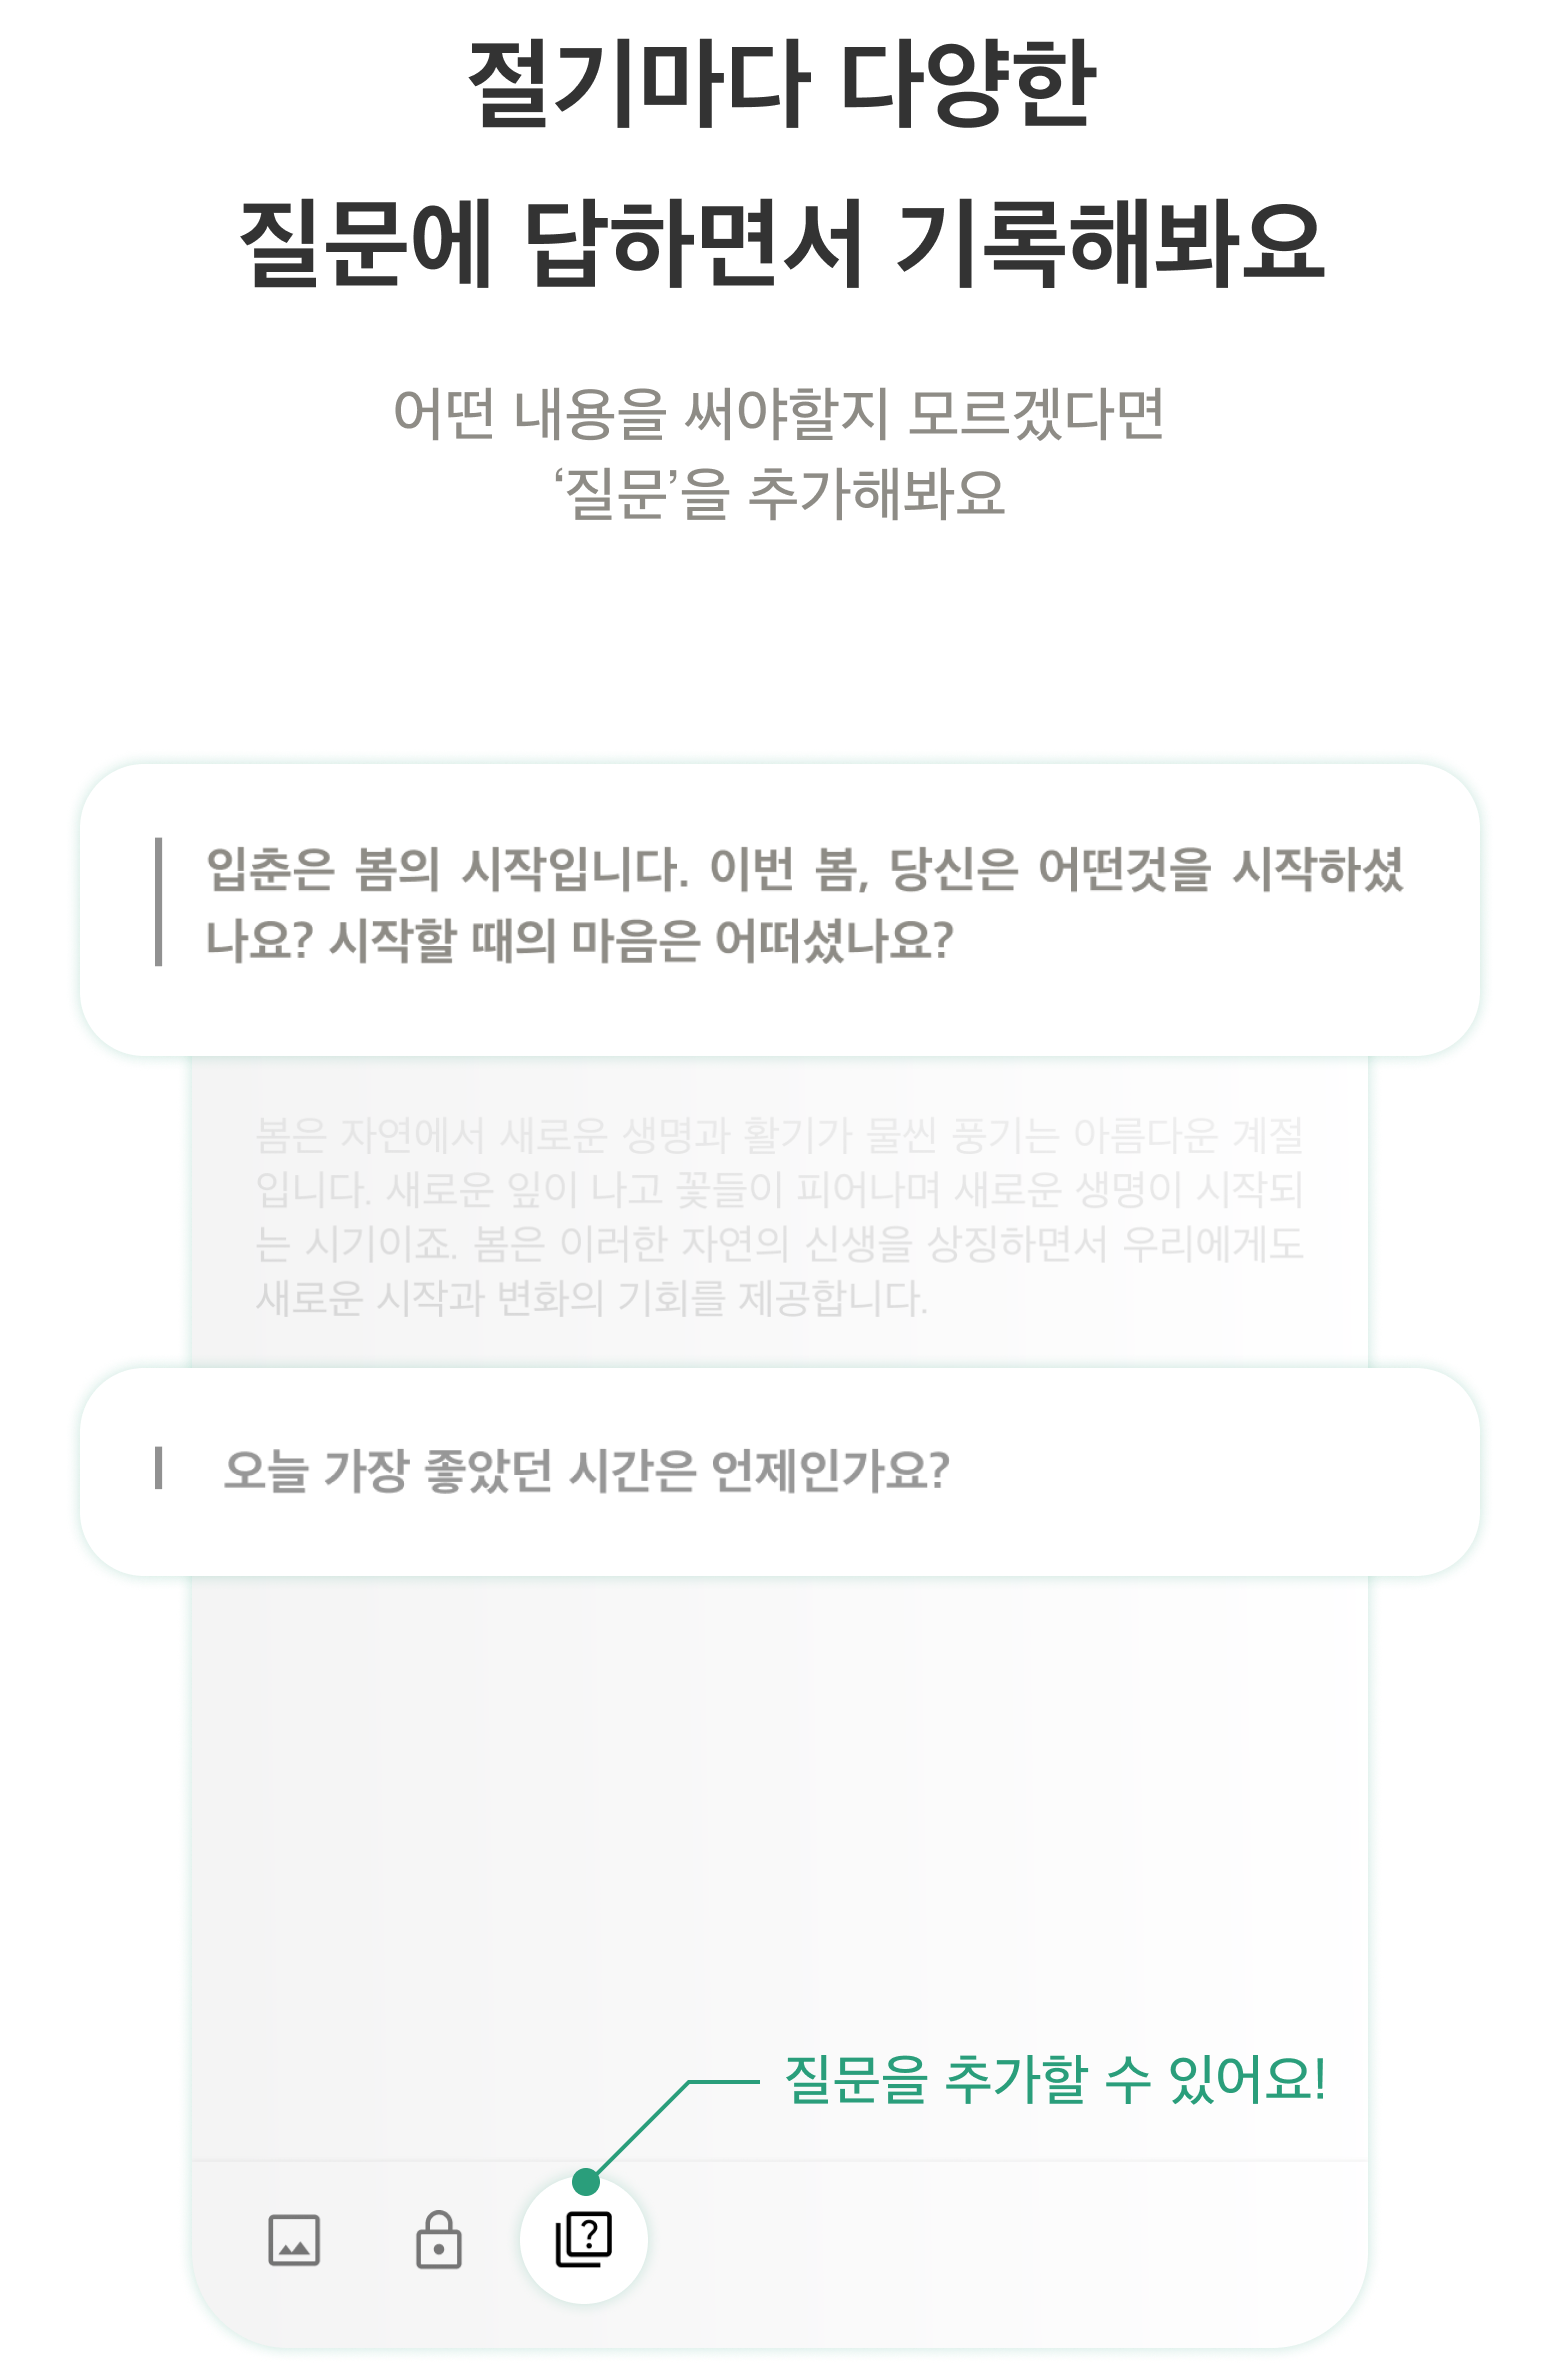 절기마다 다양한
질문에 답하면서 기록해봐요
어떤 내용을 써야할지 모르겠다면
‘질문’을 추가해봐요
입춘은 봄의 시작입니다. 이번 봄, 당신은 어떤것을 시작하셨
나요? 시작할 때의 마음은 어떠셨나요?
봄은 자연에서 새로운 생명과 활기가 물씬 풍기는 아름다운 계절
입니다. 새로운 잎이 나고 꽃들이 피어나며 새로운 생명이 시작되
는 시기이죠. 봄은 이러한 자연의 신생을 상징하면서 우리에게도
새로운 시작과 변화의 기회를 제공합니다.
오늘 가장 좋았던 시간은 언제인가요?
질문을 추가할 수 있어요!